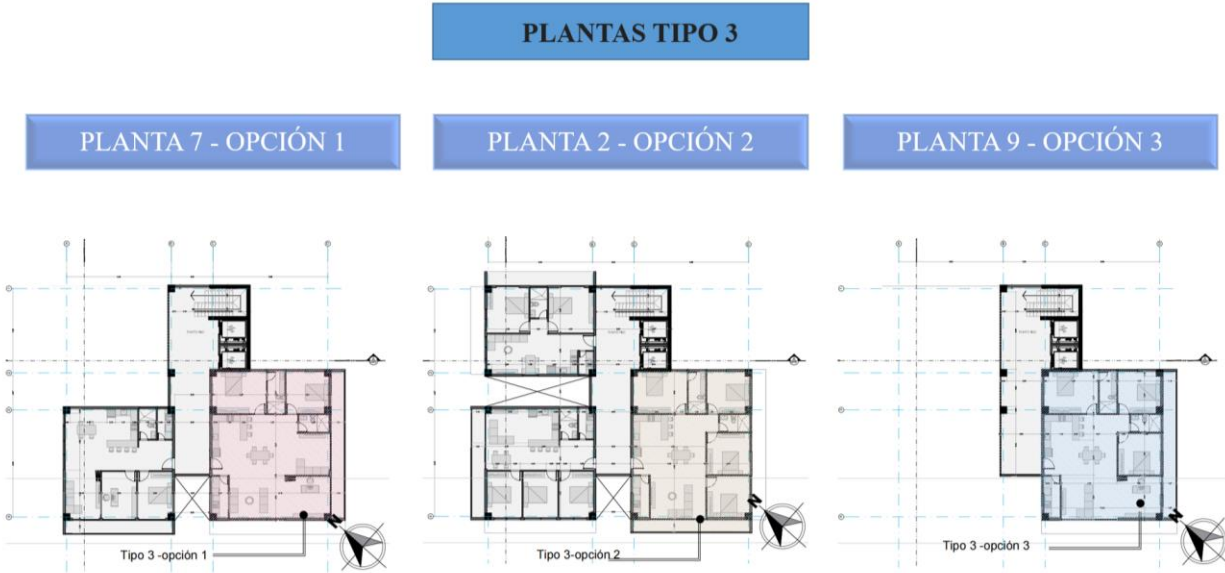 PLANTAS TIPO 3
PLANTA 7 - OPCIÓN 1
PLANTA 2 - OPCIÓN 2
PLANTA 9 - OPCIÓN 3
N
Tipo 3 -opción 1
N
Tipo 3-opción 2
N
Tipo 3 -opción 3